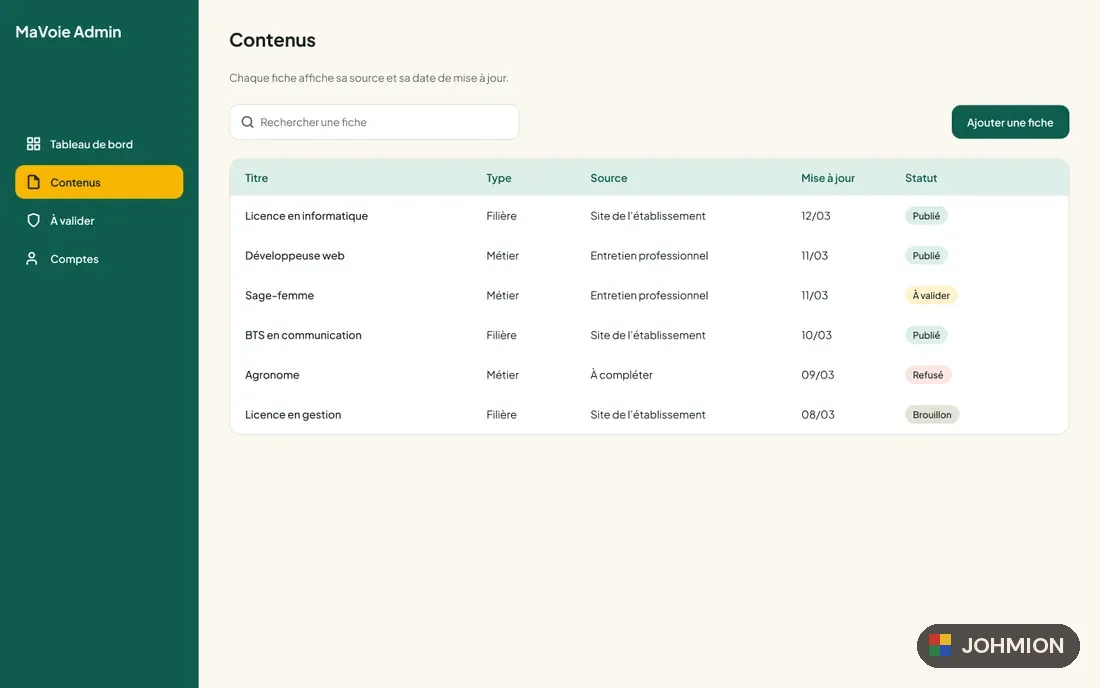 MaVoie Admin
Tableau de bord
Contenus
À valider
Comptes
Contenus
Chaque fiche affiche sa source et sa date de mise à jour.
Rechercher une fiche
Ajouter une fiche
Titre Type Source Mise à jour Statut
Licence en informatique Filière Site de l'établissement 12/03 Publié
Développeuse web Métier Entretien professionnel 11/03 Publié
Sage-femme Métier Entretien professionnel 11/03 À valider
BTS en communication Filière Site de l'établissement 10/03 Publié
Agronome Métier À compléter 09/03 Refusé
Licence en gestion Filière Site de l'établissement 08/03 Brouillon
JOHMION